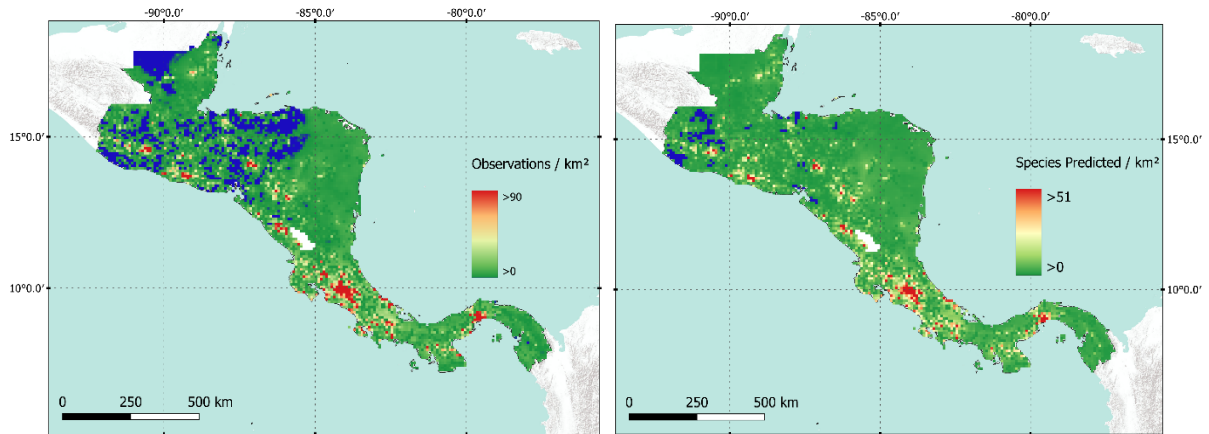 -90°0.0′ -85°0.0′ -80°0.0′
15°0.0′
10°0.0′
Observations / km²
>90
>0
0 250 500 km
-90°0.0′ -85°0.0′ -80°0.0′
15°0.0′
10°0.0′
Species Predicted / km²
>51
>0
0 250 500 km